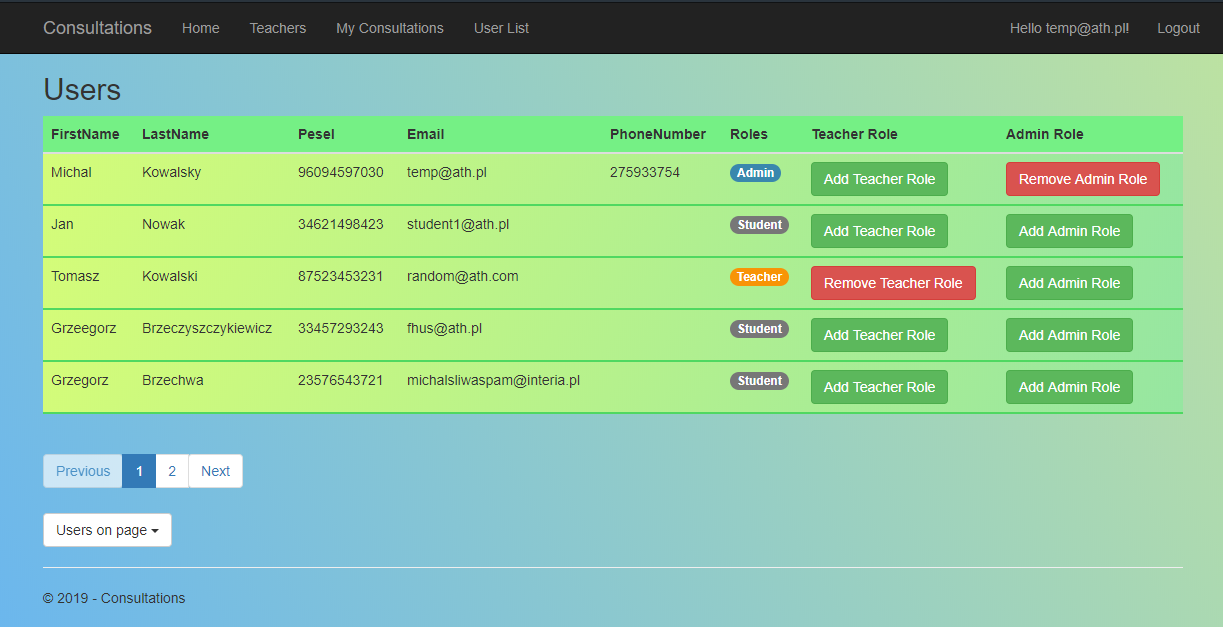 Consultations Home Teachers My Consultations User List Hello temp@ath.pl! Logout
Users
FirstName LastName Pesel Email PhoneNumber Roles Teacher Role Admin Role
Michal Kowalsky 96094597030 temp@ath.pl 275933754 Admin Add Teacher Role Remove Admin Role
Jan Nowak 34621498423 student1@ath.pl Student Add Teacher Role Add Admin Role
Tomasz Kowalski 87523453231 random@ath.com Teacher Remove Teacher Role Add Admin Role
Grzeegorz Brzeczyszczykiewicz 33457293243 fhus@ath.pl Student Add Teacher Role Add Admin Role
Grzegorz Brzechwa 23576543721 michalsliwaspam@interia.pl Student Add Teacher Role Add Admin Role
Previous 1 2 Next
Users on page
© 2019 - Consultations